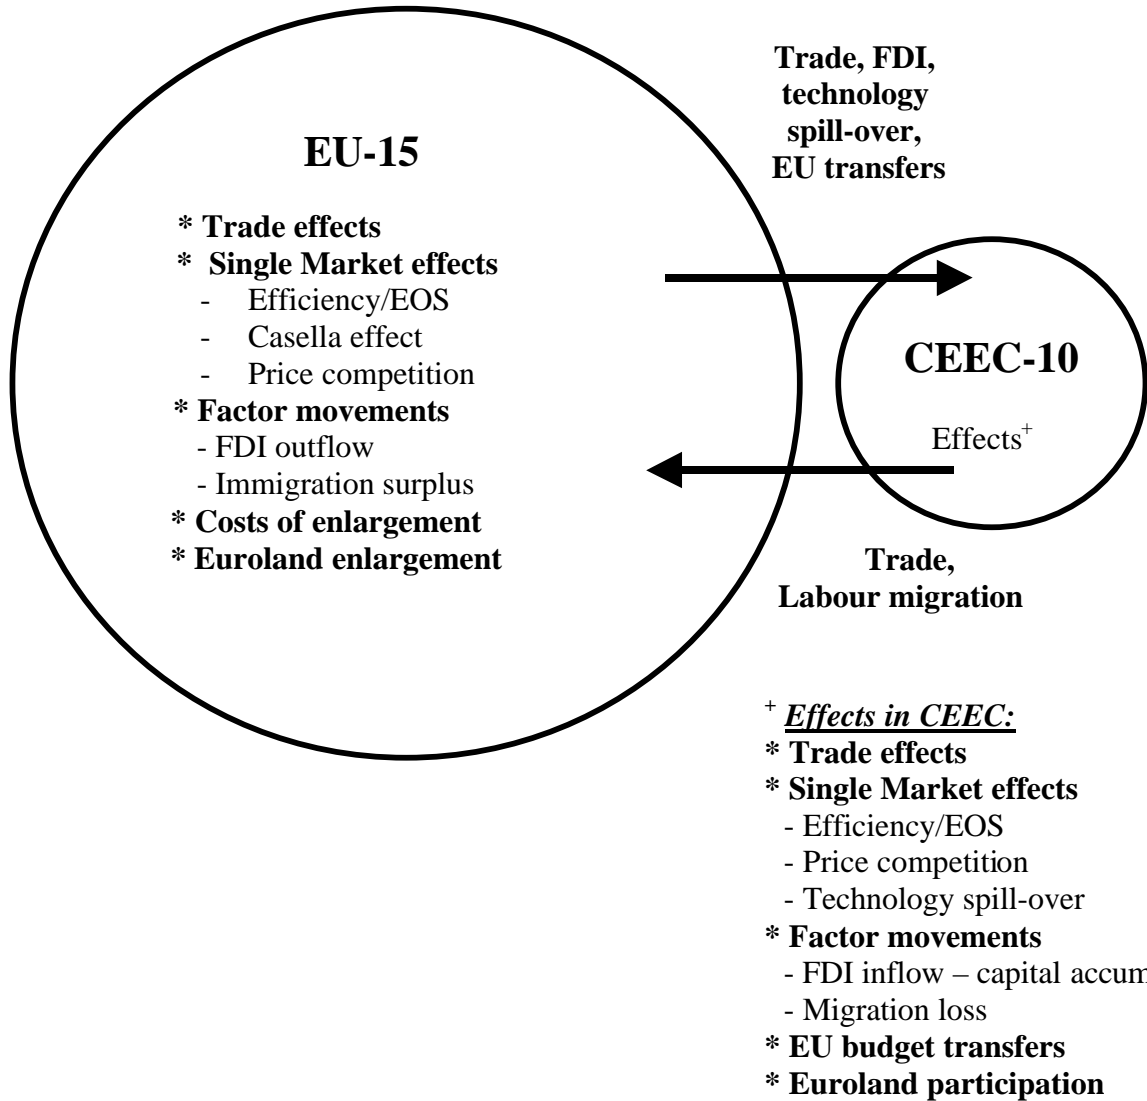 EU-15
* Trade effects
* Single Market effects
- Efficiency/EOS
- Casella effect
- Price competition
* Factor movements
- FDI outflow
- Immigration surplus
* Costs of enlargement
* Euroland enlargement
Trade, FDI,
technology
spill-over,
EU transfers
CEEC-10
Effects+
Trade,
Labour migration
+ Effects in CEEC:
* Trade effects
* Single Market effects
- Efficiency/EOS
- Price competition
- Technology spill-over
* Factor movements
- FDI inflow – capital accum
- Migration loss
* EU budget transfers
* Euroland participation